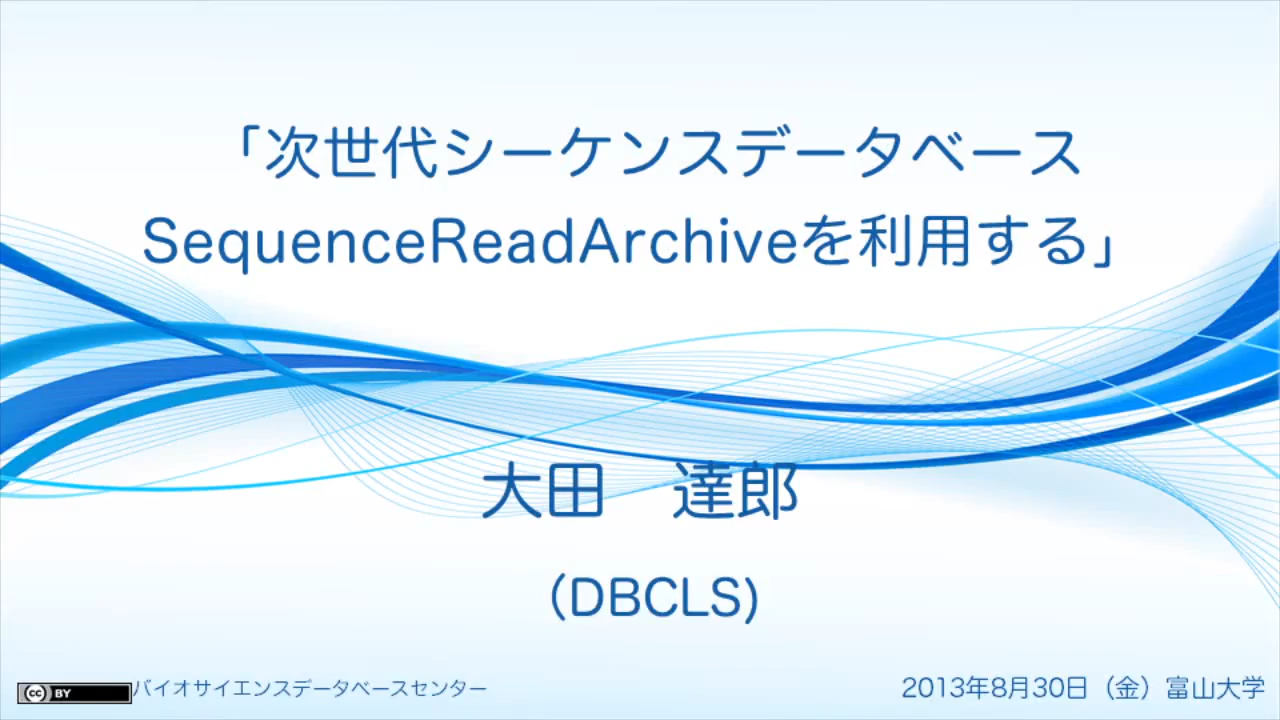 「次世代シーケンスデータベース
SequenceReadArchiveを利用する」
大田　達郎
（DBCLS)
cc BY バイオサイエンスデータベースセンター
2013年8月30日（金）富山大学